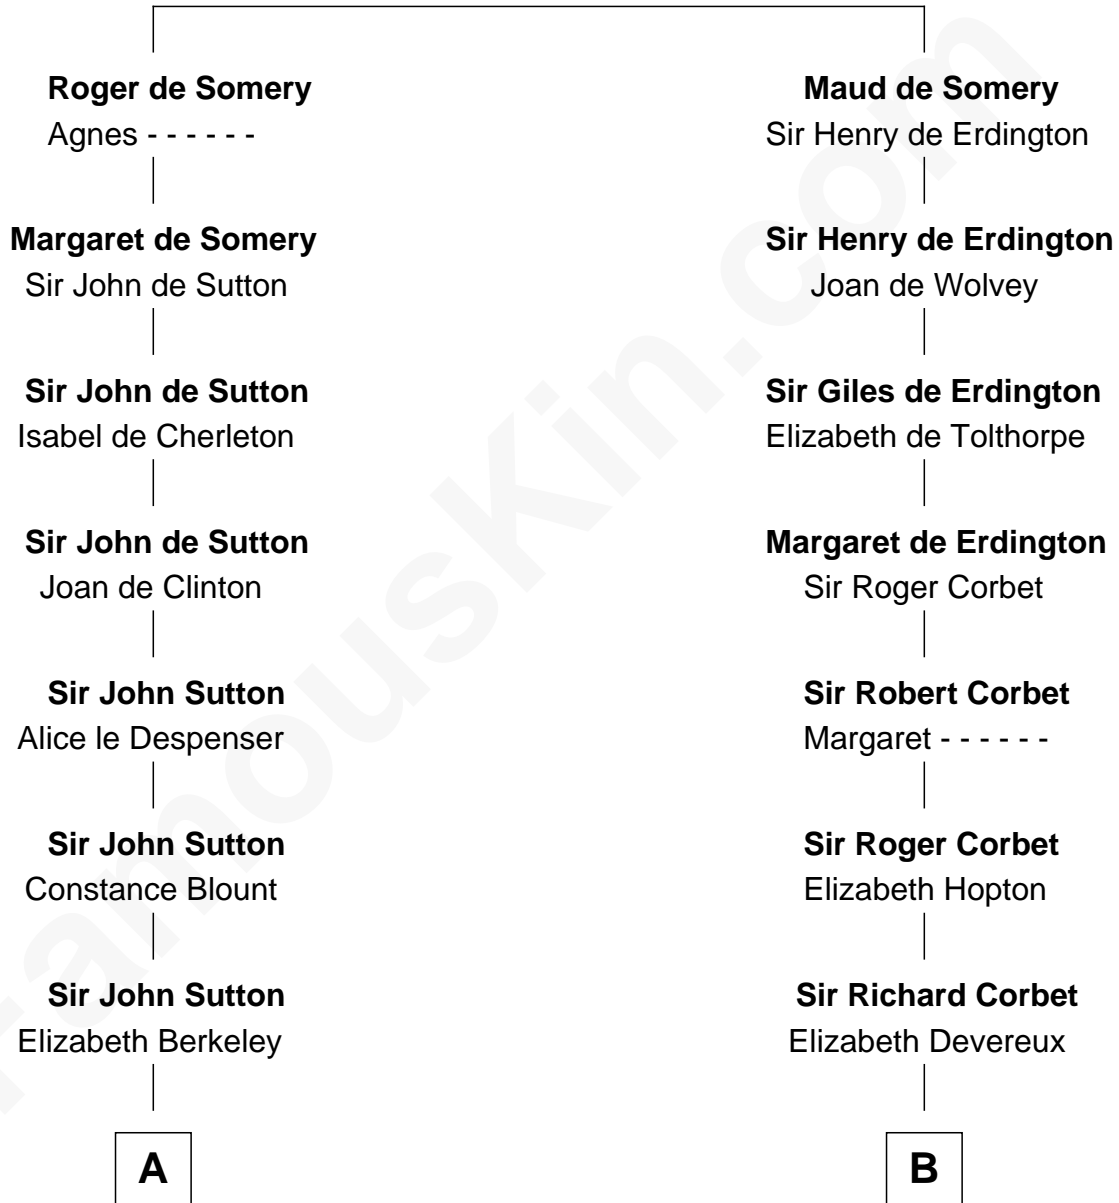 Roger de Somery
Agnes - - - - - -
Maud de Somery
Sir Henry de Erdington
Margaret de Somery
Sir John de Sutton
Sir Henry de Erdington
Joan de Wolvey
Sir John de Sutton
Isabel de Cherleton
Sir Giles de Erdington
Elizabeth de Tolthorpe
Sir John de Sutton
Joan de Clinton
Margaret de Erdington
Sir Roger Corbet
Sir John Sutton
Alice le Despenser
Sir Robert Corbet
Margaret - - - - - -
Sir John Sutton
Constance Blount
Sir Roger Corbet
Elizabeth Hopton
Sir John Sutton
Elizabeth Berkeley
Sir Richard Corbet
Elizabeth Devereux
A
B
FamousKin.com